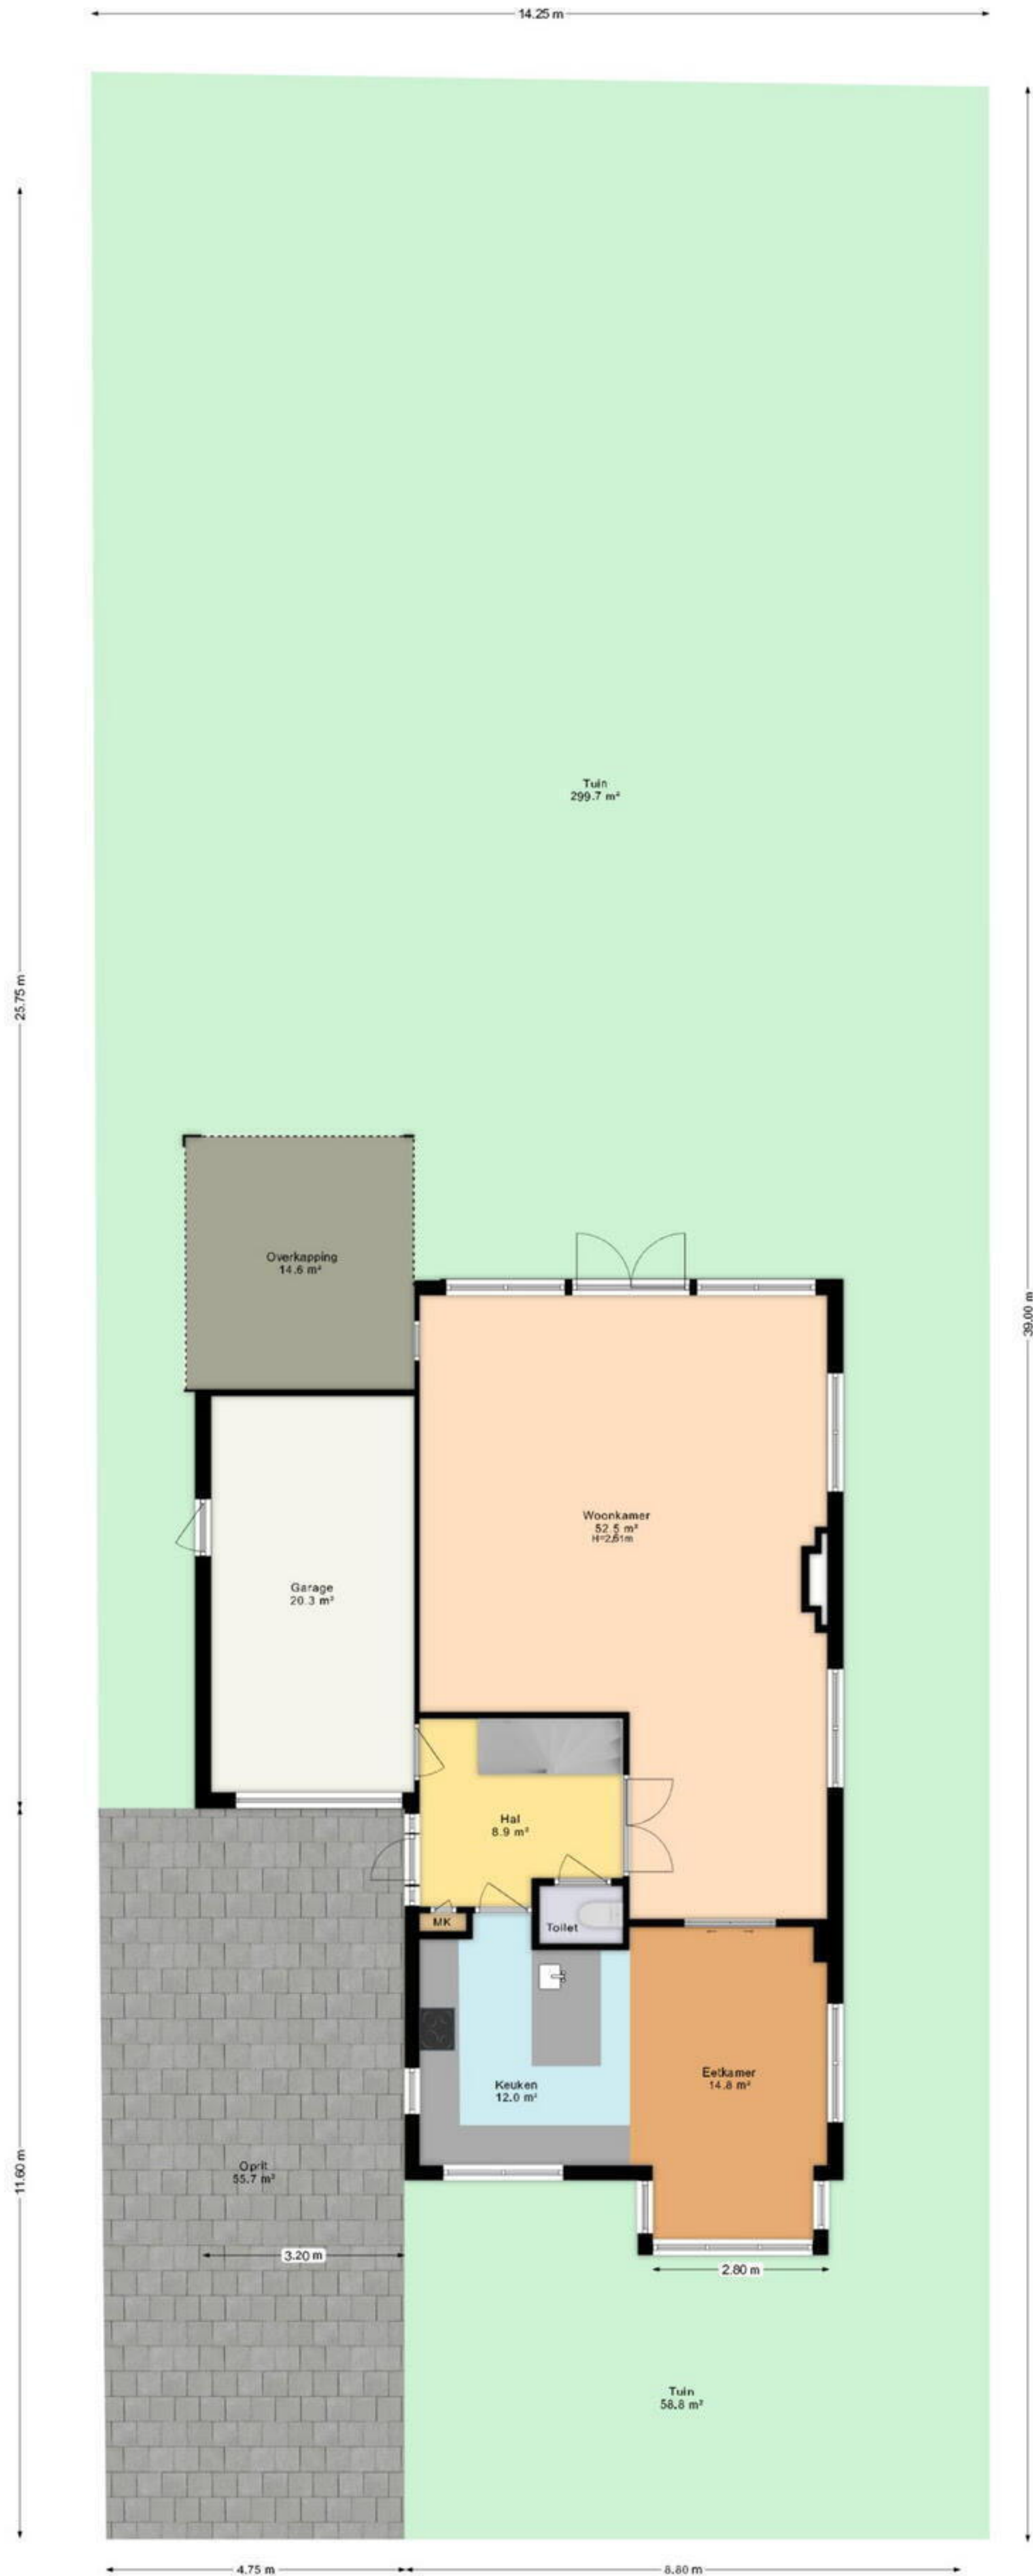 14.25 m
25.75 m
39.00 m
Tuin
299.7 m²
Overkapping
14.6 m²
Woonkamer
52.5 m²
H=2,61m
Garage
20.3 m²
Hal
8.9 m²
MK
Toilet
Keuken
12.0 m²
Eetkamer
14.8 m²
11.60 m
Oprit
55.7 m²
3.20 m
2.80 m
Tuin
58.8 m²
4.75 m
8.80 m